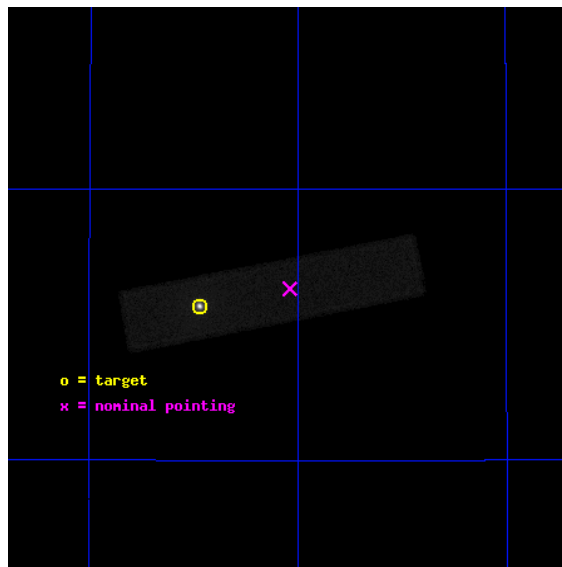 o = target
x = nominal pointing